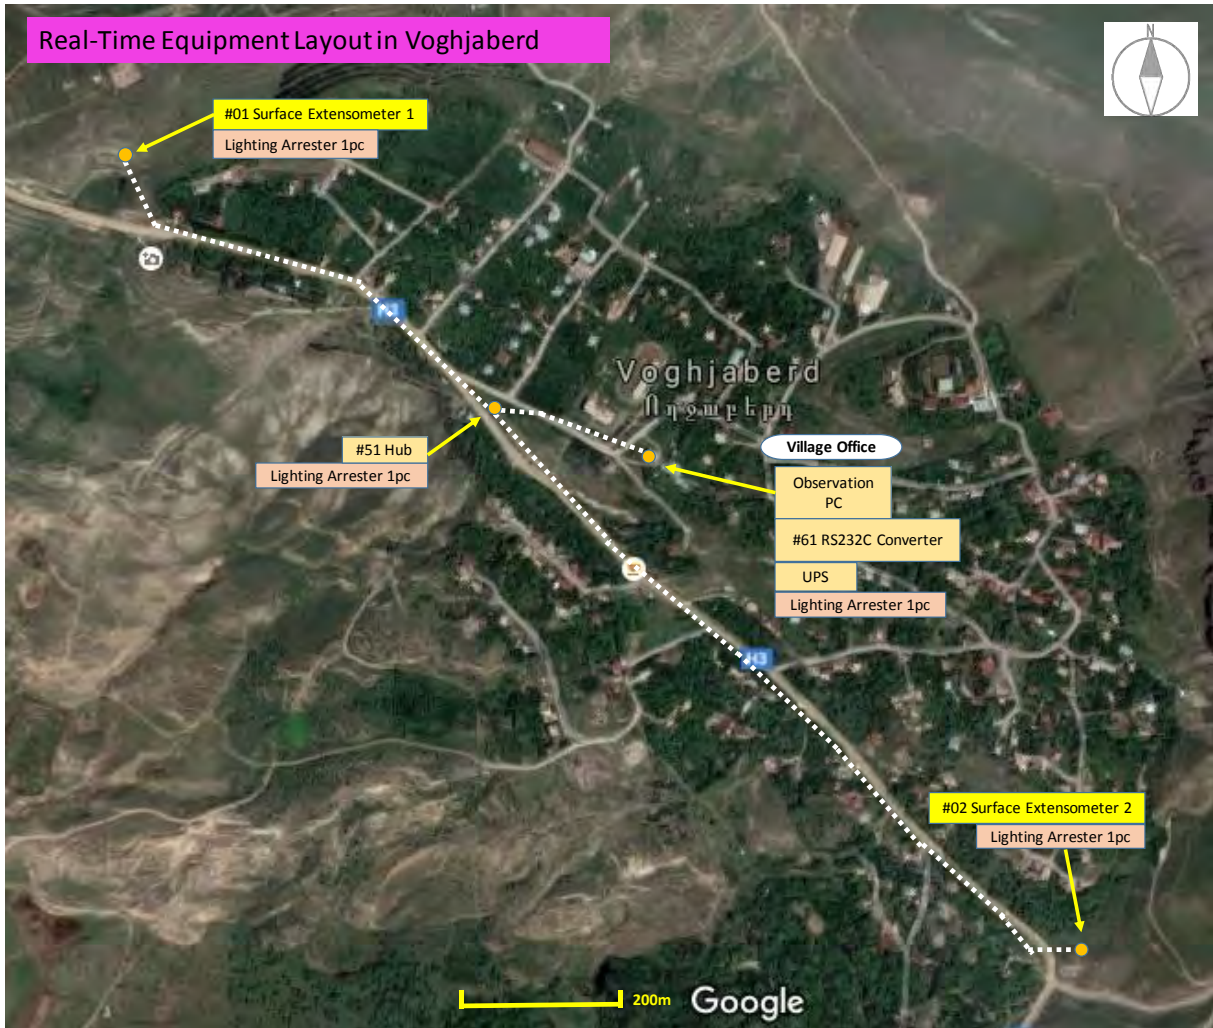 Real-Time Equipment Layout in Voghjaberd
N
#01 Surface Extensometer 1
Lighting Arrester 1pc
Voghjaberd
Ողջաբերդ
#51 Hub
Lighting Arrester 1pc
Village Office
Observation
PC
#61 RS232C Converter
UPS
Lighting Arrester 1pc
H3
#02 Surface Extensometer 2
Lighting Arrester 1pc
200m
Google